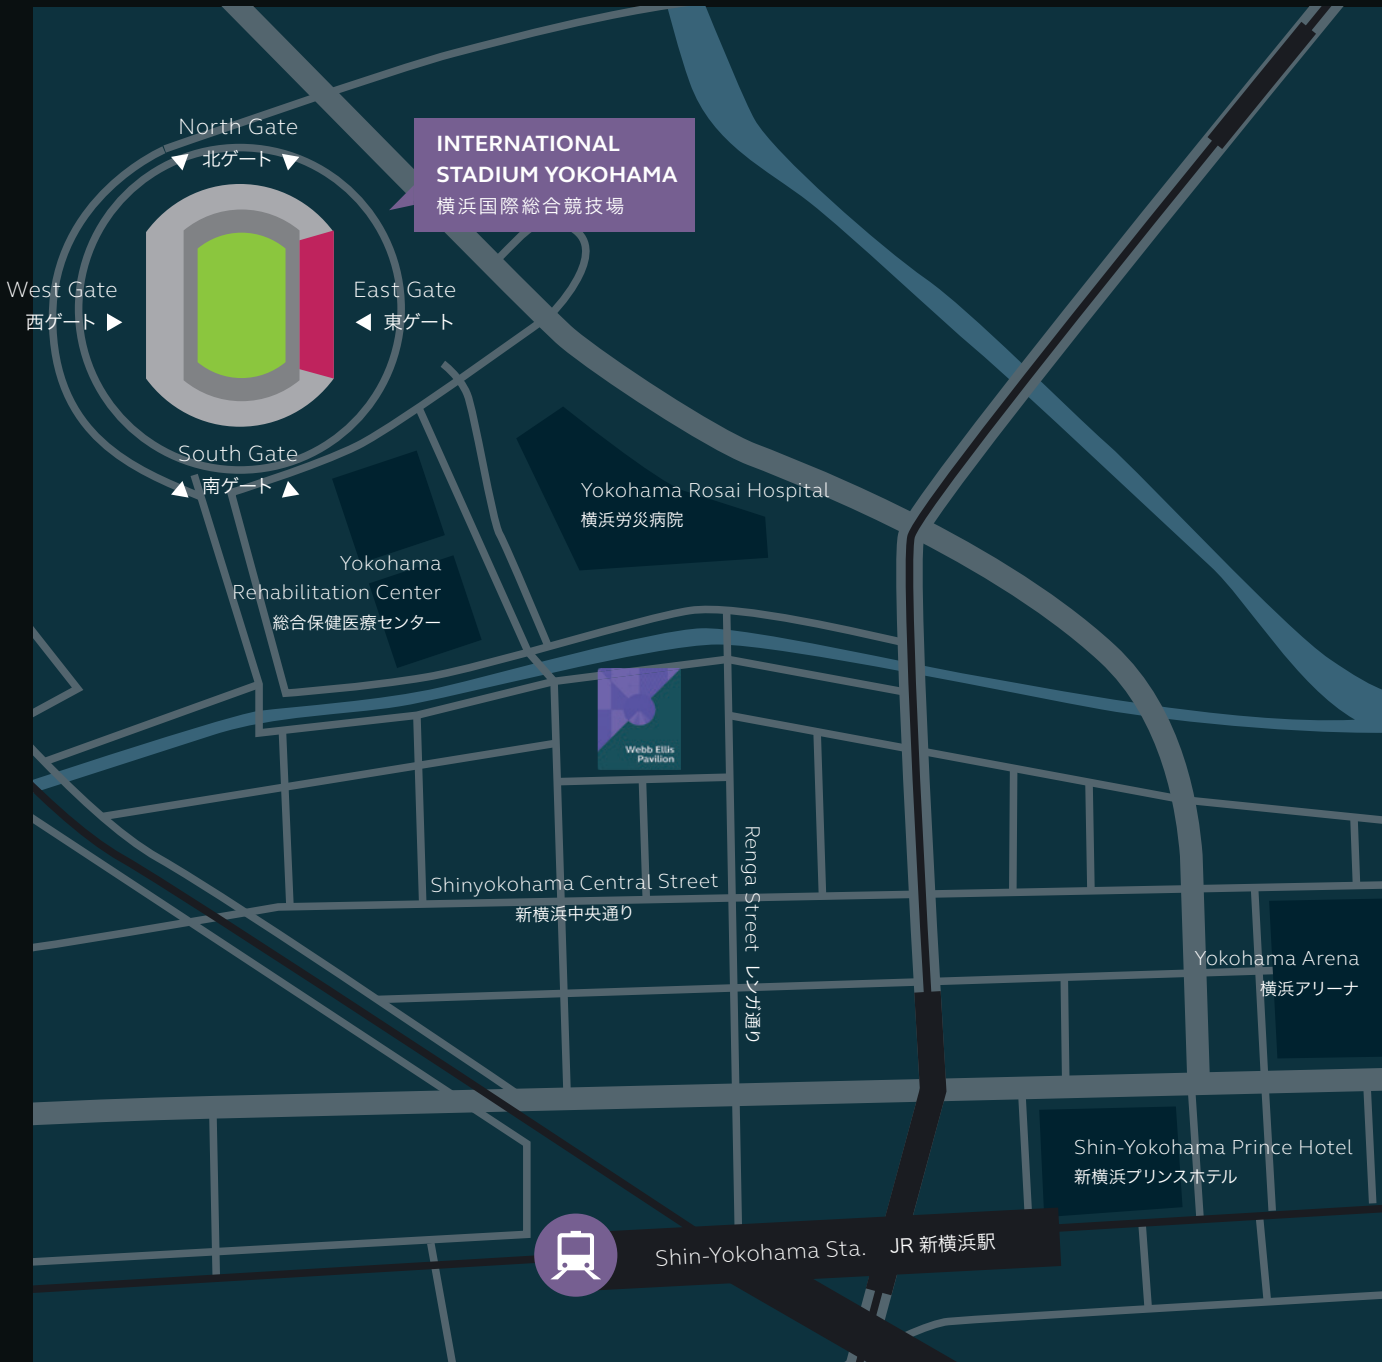 North Gate
北ゲート
INTERNATIONAL
STADIUM YOKOHAMA
横浜国際総合競技場
West Gate
西ゲート
East Gate
東ゲート
South Gate
南ゲート
Yokohama Rosai Hospital
横浜労災病院
Yokohama
Rehabilitation Center
総合保健医療センター
Webb Ellis
Pavilion
Renga Street レンガ通り
Shinyokohama Central Street
新横浜中央通り
Yokohama Arena
横浜アリーナ
Shin-Yokohama Prince Hotel
新横浜プリンスホテル
Shin-Yokohama Sta. JR 新横浜駅